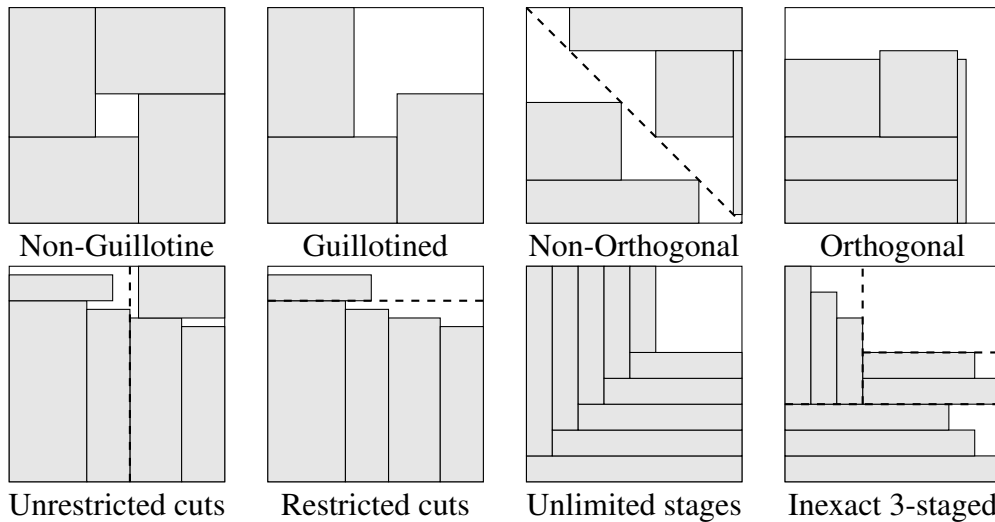 Non-Guillotine
Guillotined
Non-Orthogonal
Orthogonal
Unrestricted cuts
Restricted cuts
Unlimited stages
Inexact 3-staged